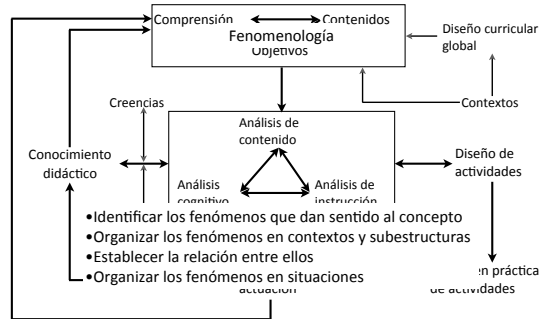 Comprensión
Contenidos
Fenomenología
Objetivos
Diseño curricular
global
Creencias
Contextos
Análisis de
contenido
Conocimiento
didáctico
Diseño de
actividades
Análisis
cognitivo
Análisis de
instrucción
•Identificar los fenómenos que dan sentido al concepto
•Organizar los fenómenos en contextos y subestructuras
•Establecer la relación entre ellos
•Organizar los fenómenos en situaciones
en práctica
actuación
de actividades